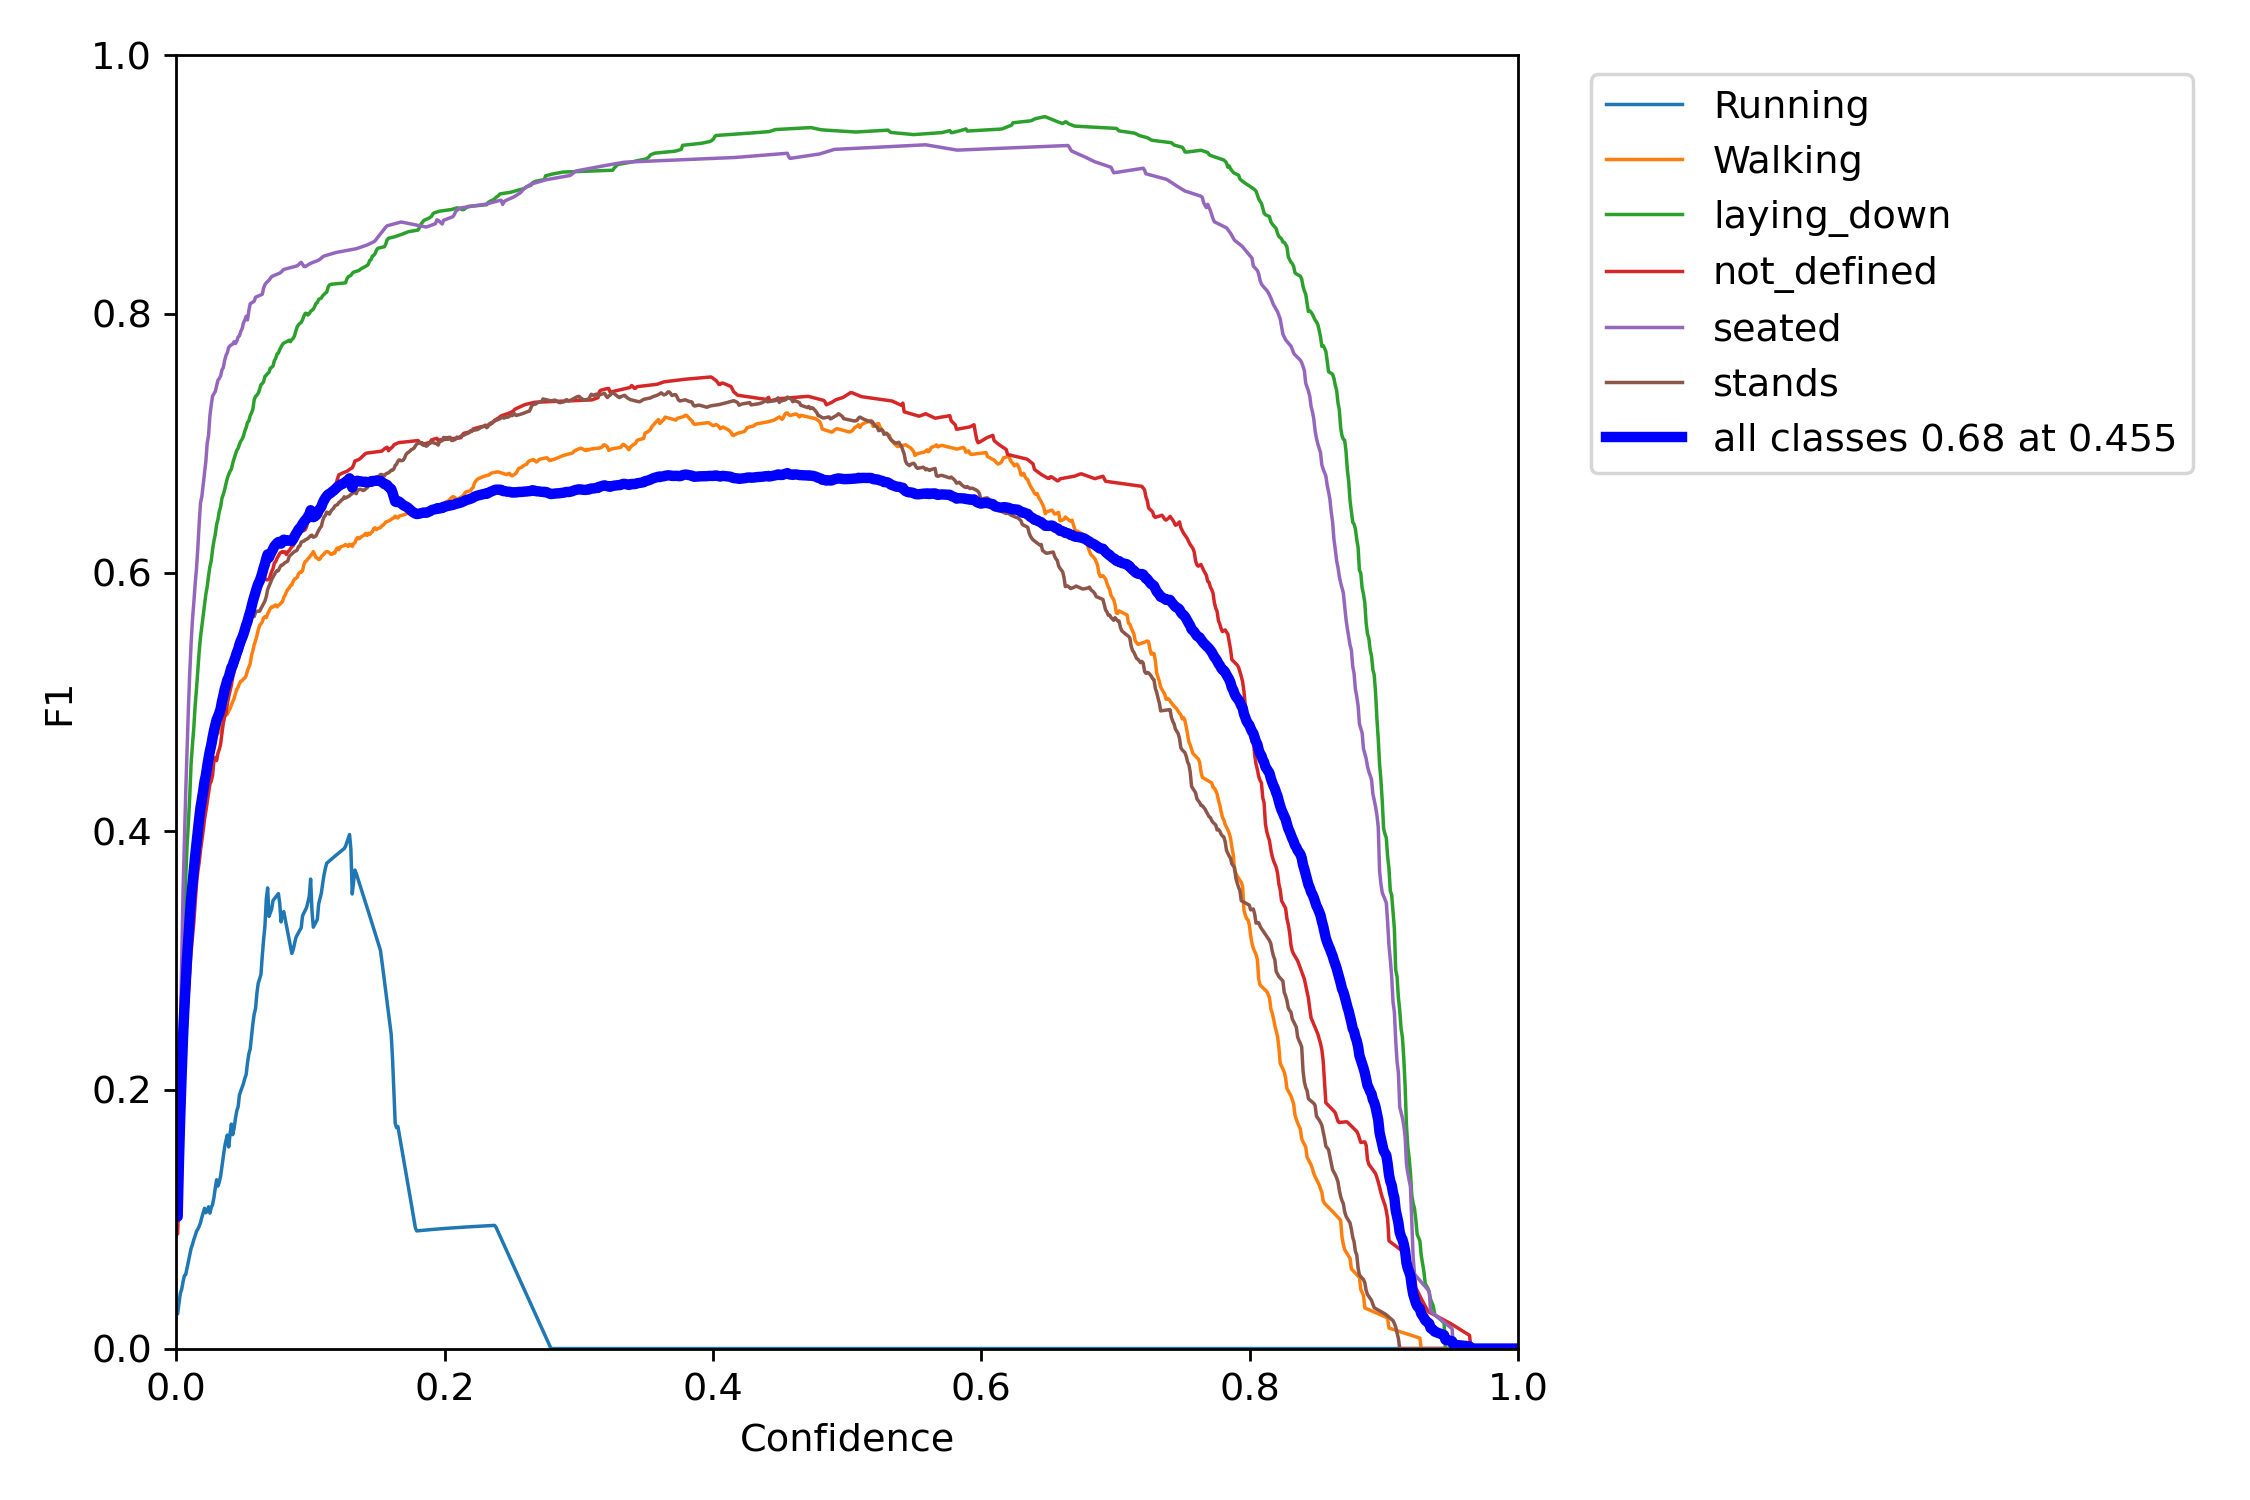 1.0
0.8
0.6
0.4
0.2
0.0
F1
0.0 0.2 0.4 0.6 0.8 1.0
Confidence
Running
Walking
laying_down
not_defined
seated
stands
all classes 0.68 at 0.455